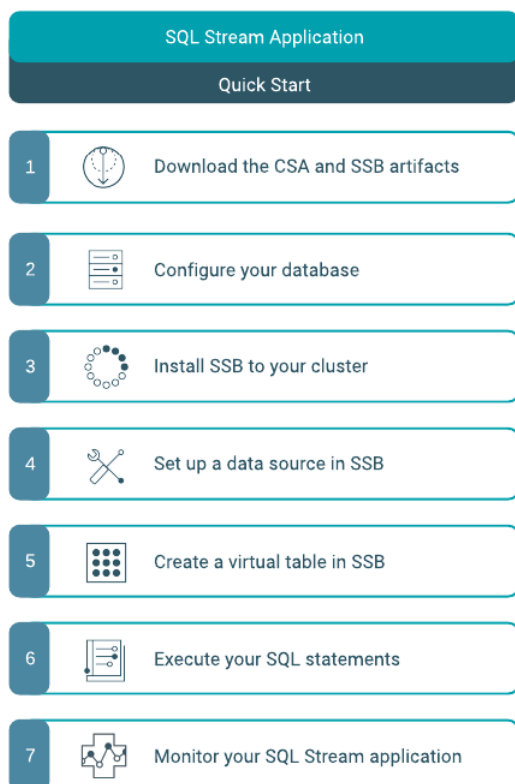 SQL Stream Application
Quick Start
1 Download the CSA and SSB artifacts
2 Configure your database
3 Install SSB to your cluster
4 Set up a data source in SSB
5 Create a virtual table in SSB
6 Execute your SQL statements
7 Monitor your SQL Stream application